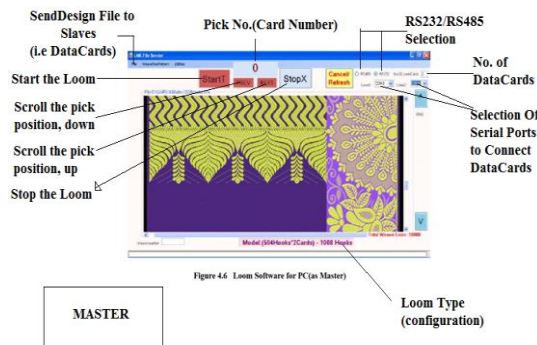 SendDesign File to
Slaves
(i.e DataCards)
Pick No.(Card Number)
RS232/RS485
Selection
No. of
DataCards
Start the Loom
Scroll the pick
position, down
Scroll the pick
position, up
Stop the Loom
Selection Of
Serial Ports
to Connect
DataCards
0
StartT
StopX
Cancel/
Refresh
V
Model (504Hooks*2Cards) - 1008 Hooks
Figure 4.6 Loom Software for PC(as Master)
MASTER
Loom Type
(configuration)